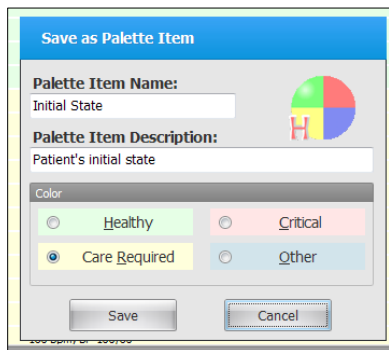 Save as Palette Item
Palette Item Name:
Initial State
H
Palette Item Description:
Patient's initial state
Color
Healthy
Critical
Care Required
Other
Save
Cancel